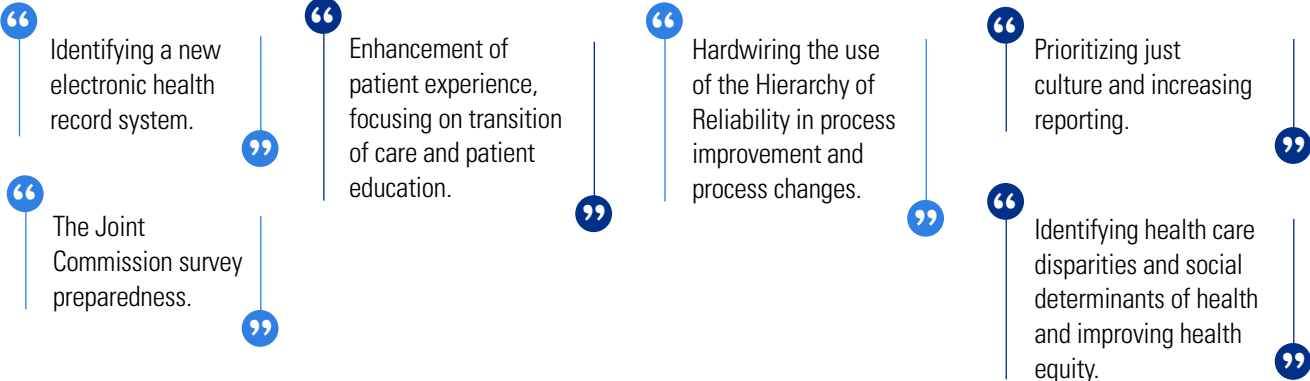 Identifying a new
electronic health
record system.
The Joint
Commission survey
preparedness.
Enhancement of
patient experience,
focusing on transition
of care and patient
education.
Hardwiring the use
of the Hierarchy of
Reliability in process
improvement and
process changes.
Prioritizing just
culture and increasing
reporting.
Identifying health care
disparities and social
determinants of health
and improving health
equity.